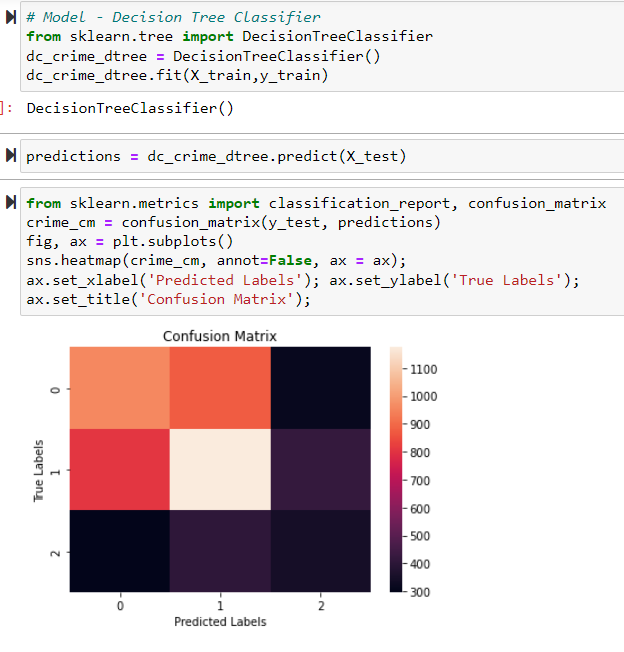 # Model - Decision Tree Classifier
from sklearn.tree import DecisionTreeClassifier
dc_crime_dtree = DecisionTreeClassifier()
dc_crime_dtree.fit(X_train,y_train)
]: DecisionTreeClassifier()
predictions = dc_crime_dtree.predict(X_test)
from sklearn.metrics import classification_report, confusion_matrix
crime_cm = confusion_matrix(y_test, predictions)
fig, ax = plt.subplots()
sns.heatmap(crime_cm, annot=False, ax = ax);
ax.set_xlabel('Predicted Labels'); ax.set_ylabel('True Labels');
ax.set_title('Confusion Matrix');
Confusion Matrix
True Labels
0
1
2
0 1 2
Predicted Labels
1100
1000
900
800
700
600
500
400
300